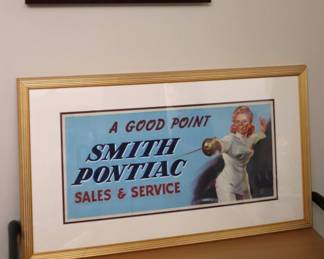 A GOOD POINT
SMITH
PONTIAC
SALES & SERVICE